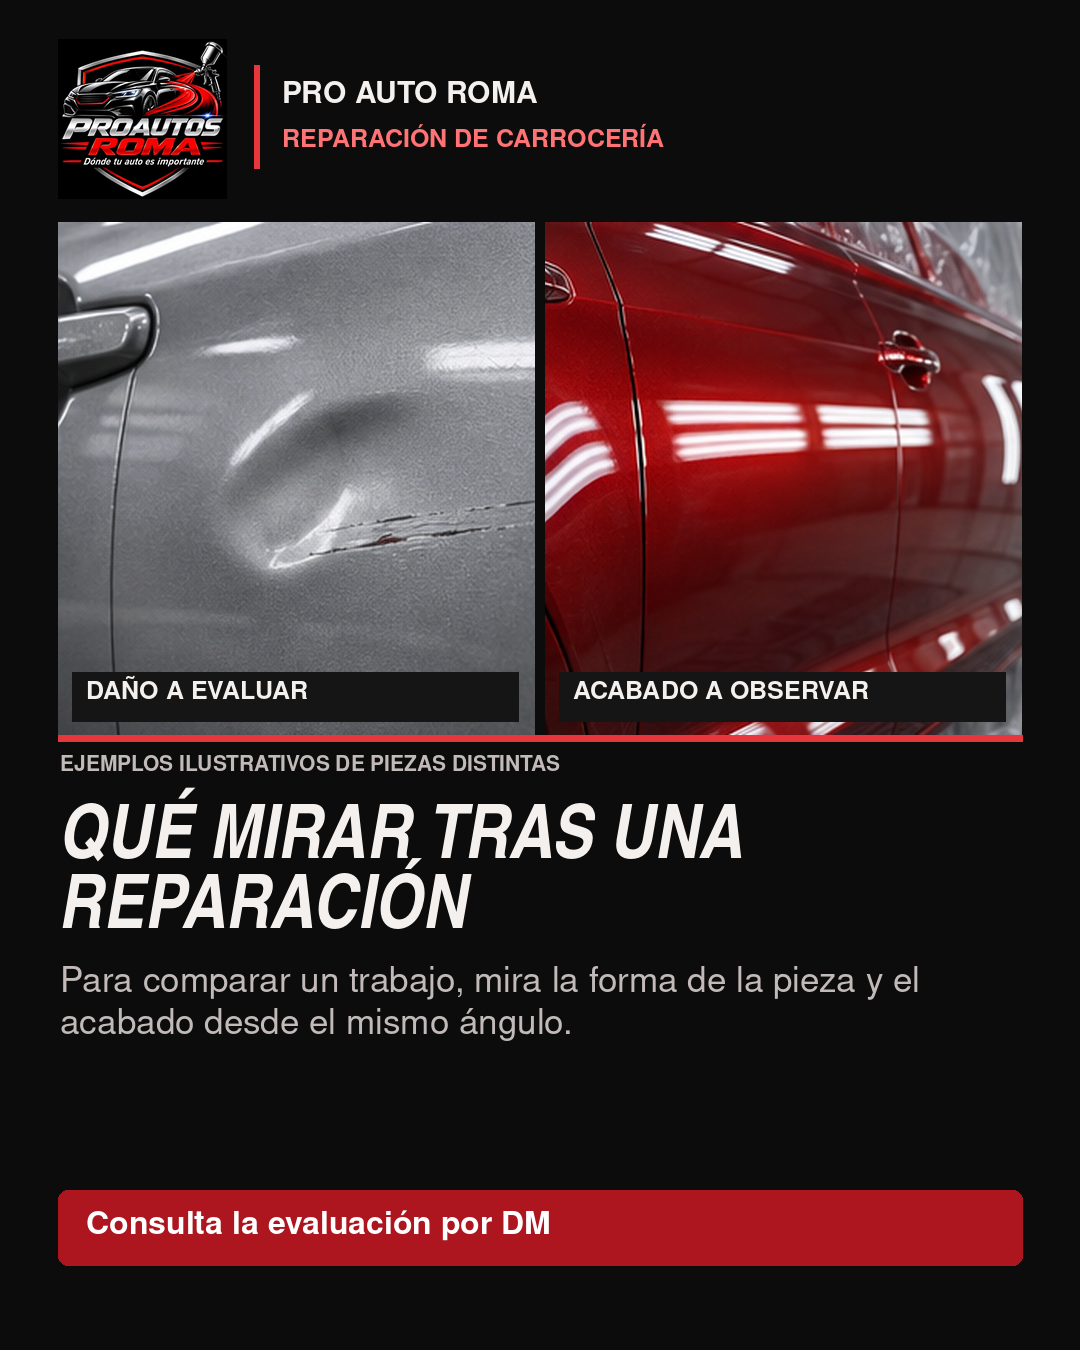 PROAUTOS
ROMA
Dónde tu auto es importante
PRO AUTO ROMA
REPARACIÓN DE CARROCERÍA
DAÑO A EVALUAR
ACABADO A OBSERVAR
EJEMPLOS ILUSTRATIVOS DE PIEZAS DISTINTAS
QUÉ MIRAR TRAS UNA
REPARACIÓN
Para comparar un trabajo, mira la forma de la pieza y el
acabado desde el mismo ángulo.
Consulta la evaluación por DM